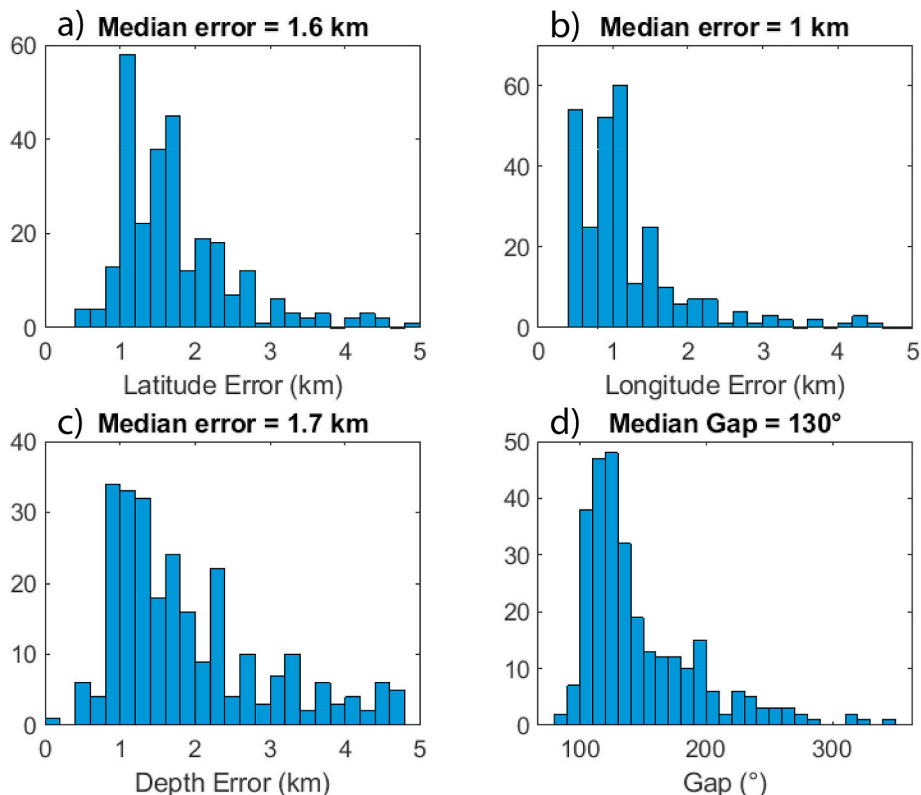 a) Median error = 1.6 km
60
40
20
0
0 1 2 3 4 5
Latitude Error (km)
b) Median error = 1 km
60
40
20
0
0 1 2 3 4 5
Longitude Error (km)
c) Median error = 1.7 km
40
30
20
10
0
0 1 2 3 4 5
Depth Error (km)
d) Median Gap = 130°
50
40
30
20
10
0
100 200 300
Gap (°)